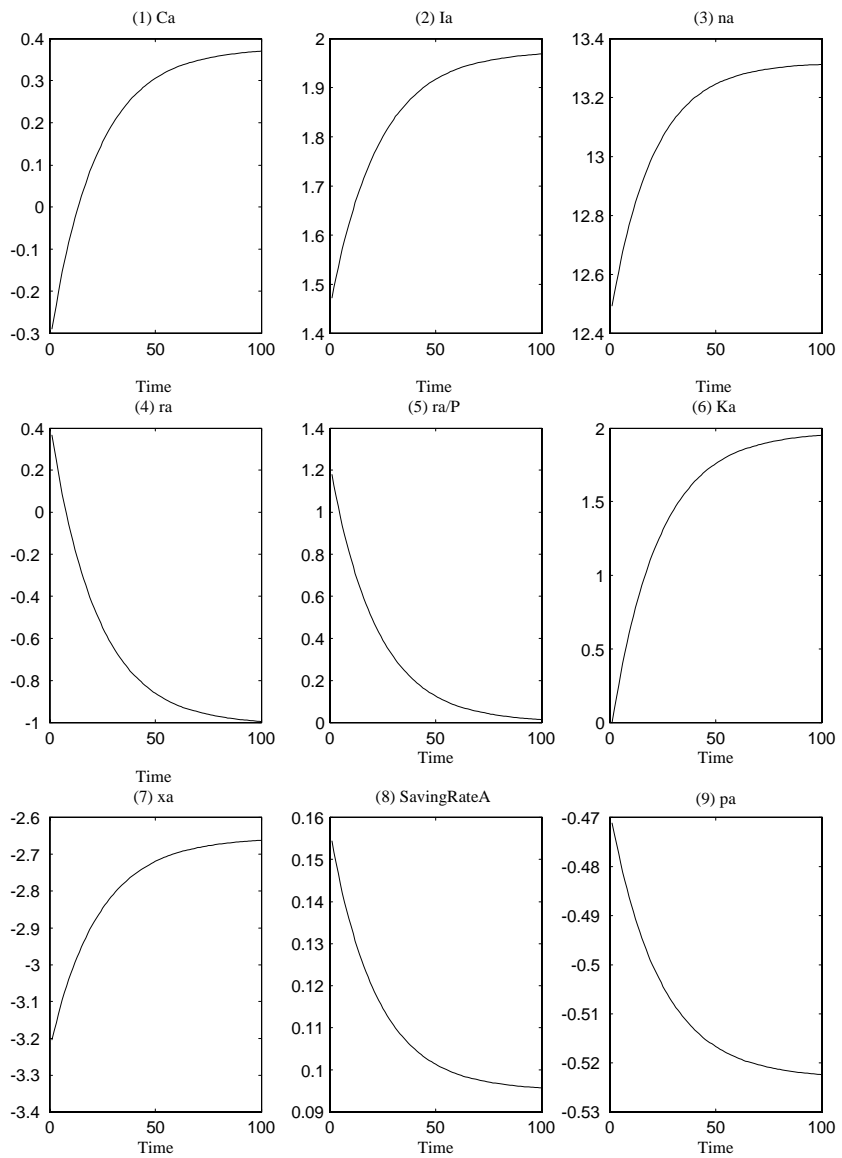 (1) Ca (2) Ia (3) na
0.4 2 13.4
0.3 1.9 13.2
0.2 1.8 13
0.1 1.7 12.8
0 1.6 12.6
-0.1 1.5 12.4
-0.2 1.4
-0.3
0 50 100 0 50 100 0 50 100
Time Time
(4) ra (5) ra/P (6) Ka
0.4 1.4 2
0.2 1.2 1.5
0 1 1
-0.2 0.8 0.5
-0.4 0.6 0
-0.6 0.4
-0.8 0.2
-1 0
0 50 100 0 50 100 0 50 100
Time Time
Time
(7) xa (8) SavingRateA (9) pa
-2.6 0.16 -0.47
-2.7 0.15 -0.48
-2.8 0.14 -0.49
-2.9 0.13 -0.5
-3 0.12 -0.51
-3.1 0.11 -0.52
-3.2 0.1 -0.53
-3.3 0.09
-3.4
0 50 100 0 50 100 0 50 100
Time Time Time